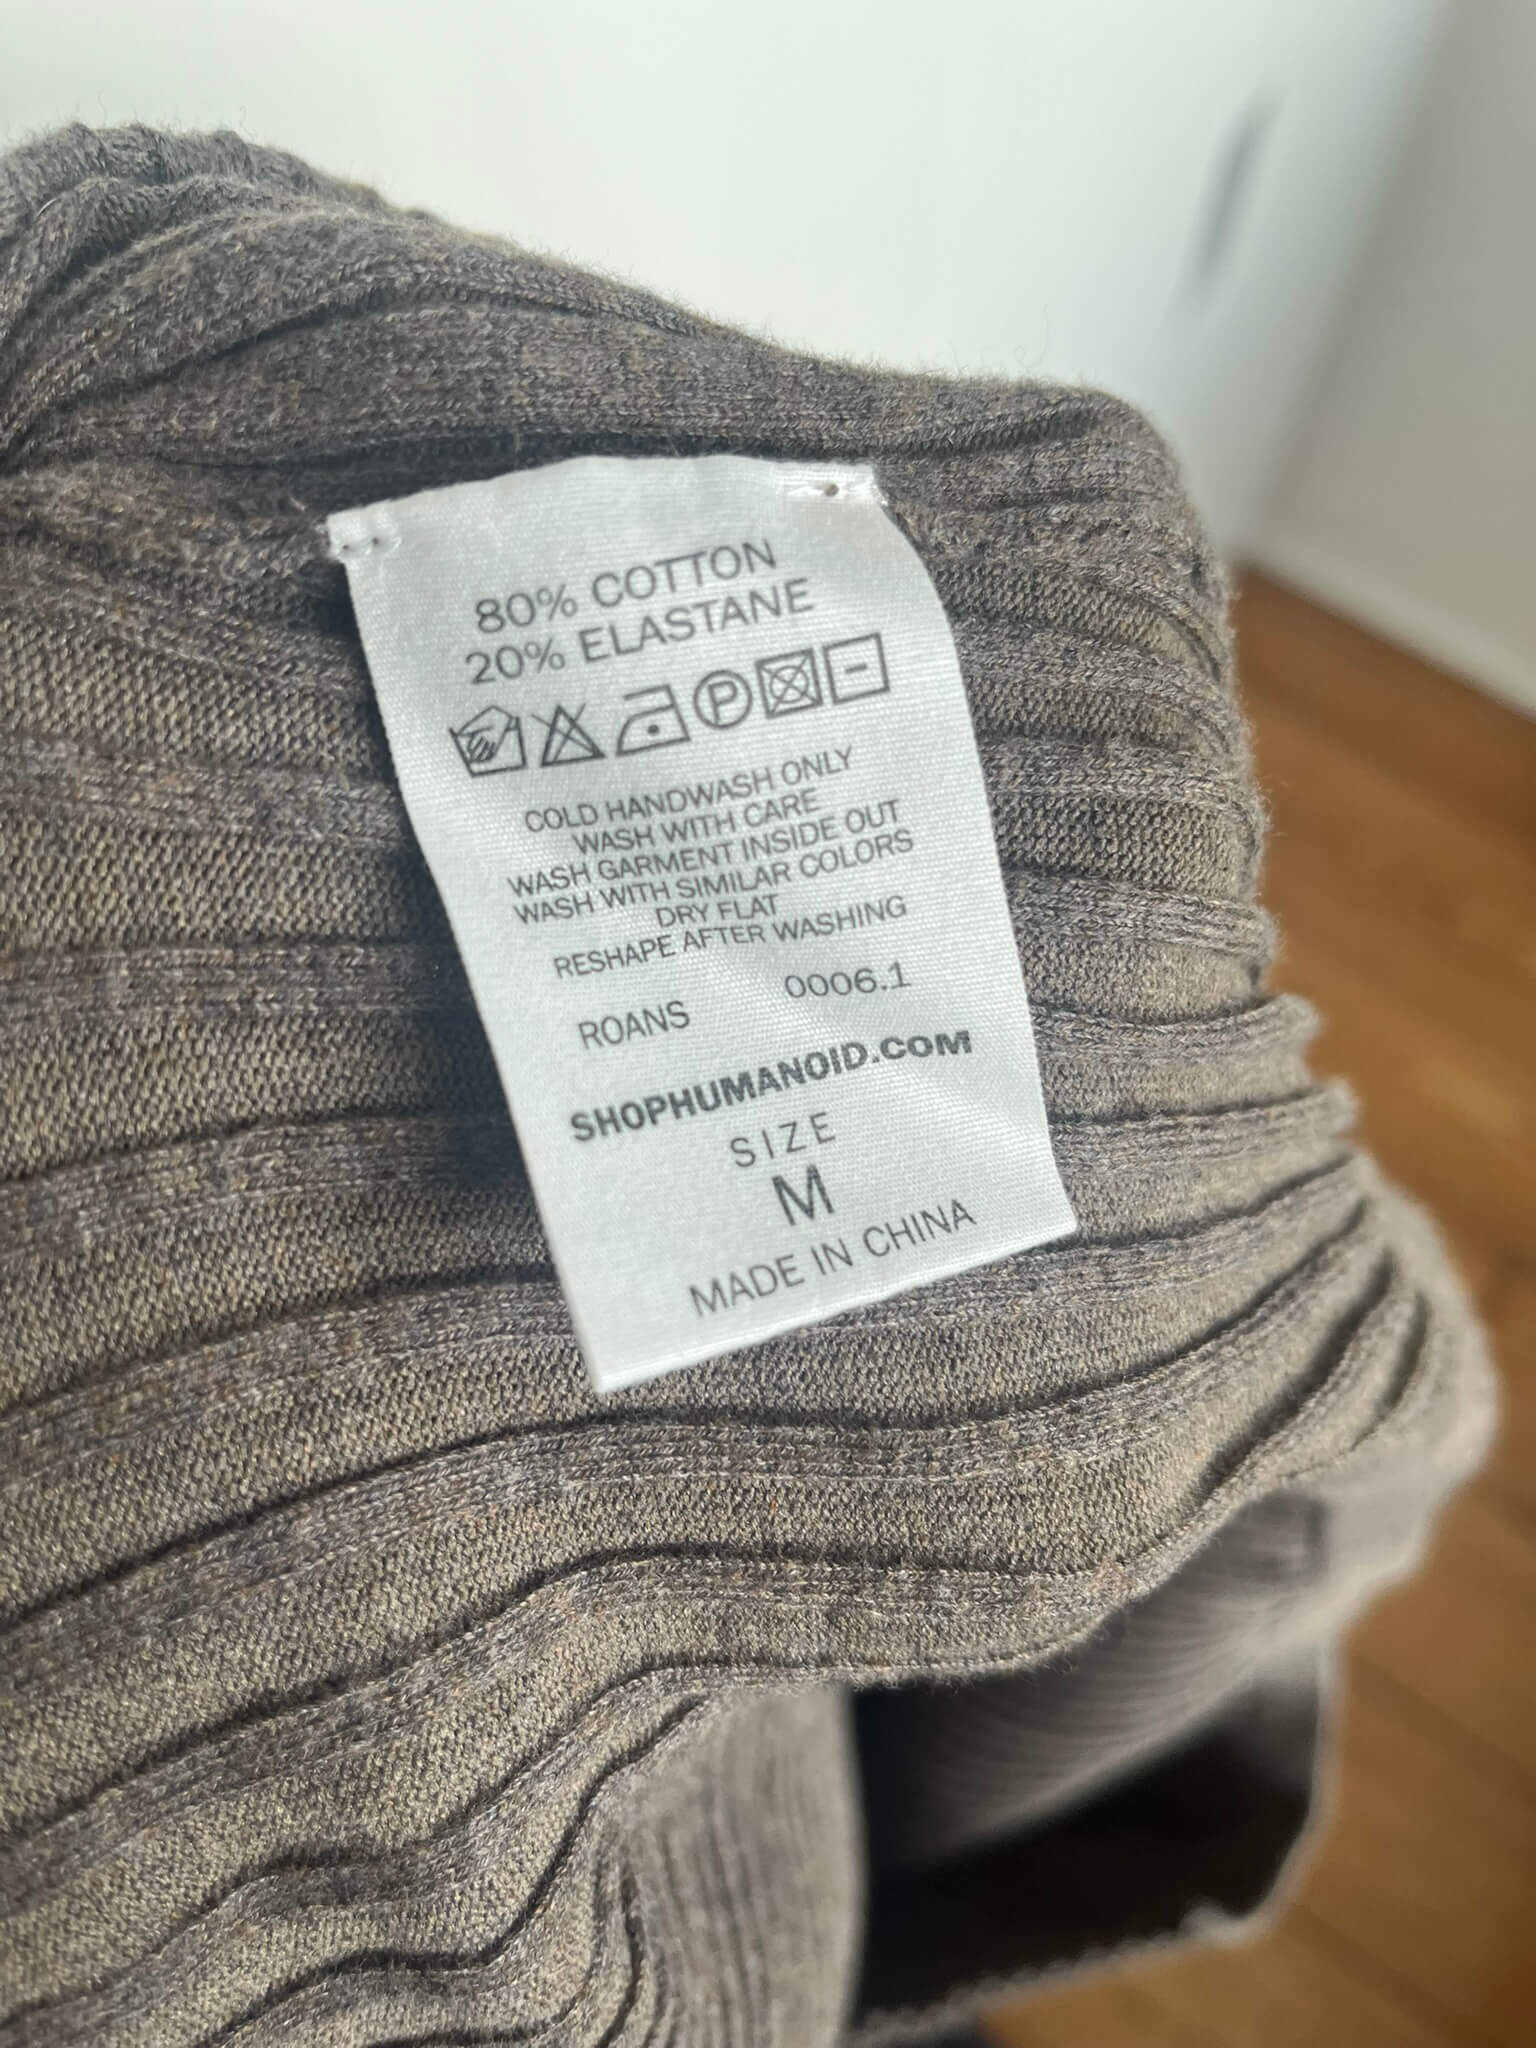 80% COTTON
20% ELASTANE
P
COLD HANDWASH ONLY
WASH WITH CARE
WASH GARMENT INSIDE OUT
WASH WITH SIMILAR COLORS
DRY FLAT
RESHAPE AFTER WASHING
ROANS 0006.1
SHOPHUMANOID.COM
SIZE
M
MADE IN CHINA